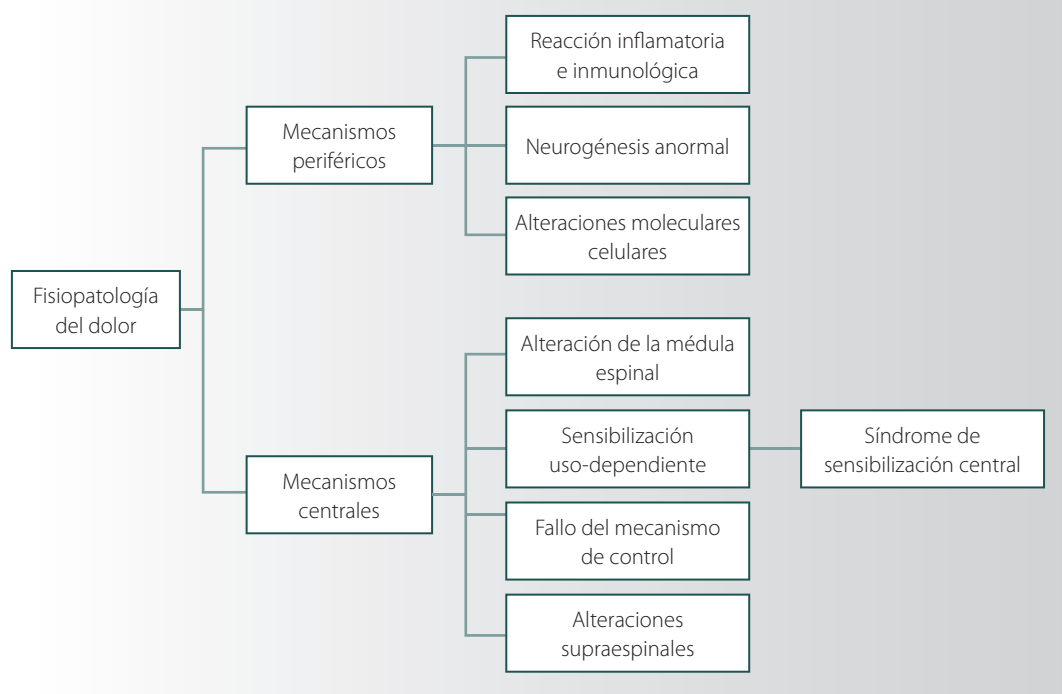 Fisiopatología
del dolor
Mecanismos
periféricos
Reacción inflamatoria
e inmunológica
Neurogénesis anormal
Alteraciones moleculares
celulares
Mecanismos
centrales
Alteración de la médula
espinal
Sensibilización
uso-dependiente
Síndrome de
sensibilización central
Fallo del mecanismo
de control
Alteraciones
supraespinales